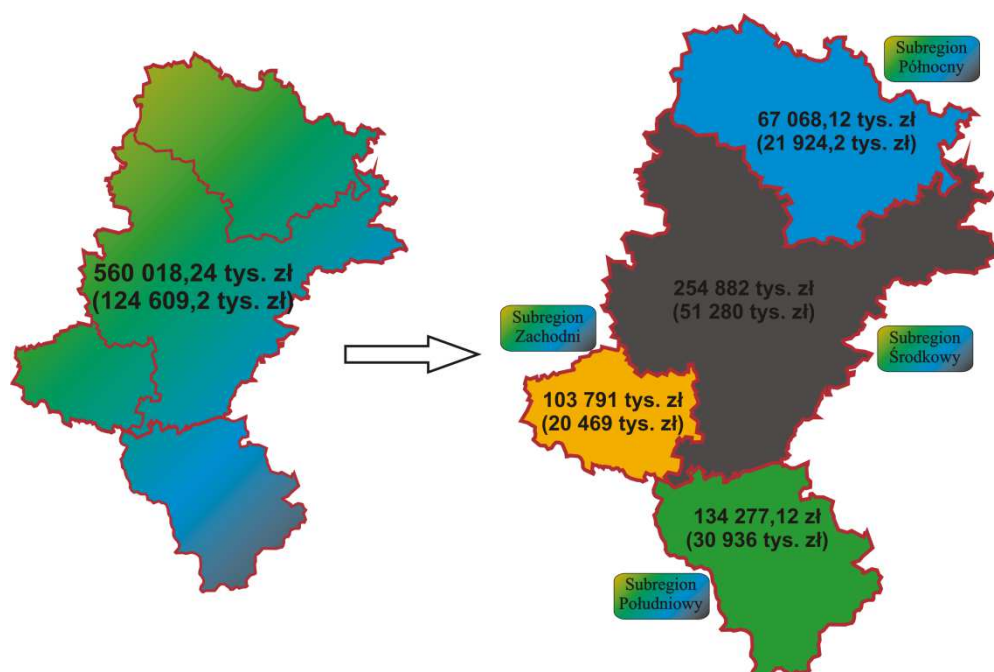 Subregion
Północny
67 068,12 tys. zł
(21 924,2 tys. zł)
560 018,24 tys. zł
(124 609,2 tys. zł)
254 882 tys. zł
(51 280 tys. zł)
Subregion
Zachodni
Subregion
Środkowy
103 791 tys. zł
(20 469 tys. zł)
134 277,12 zł
(30 936 tys. zł)
Subregion
Południowy